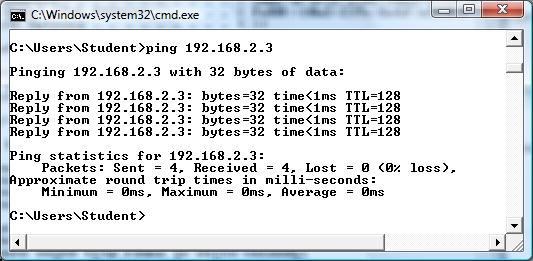 C:\Windows\system32\cmd.exe
C:\Users\Student>ping 192.168.2.3
Pinging 192.168.2.3 with 32 bytes of data:
Reply from 192.168.2.3: bytes=32 time<1ms TTL=128
Reply from 192.168.2.3: bytes=32 time<1ms TTL=128
Reply from 192.168.2.3: bytes=32 time<1ms TTL=128
Reply from 192.168.2.3: bytes=32 time<1ms TTL=128
Ping statistics for 192.168.2.3:
Packets: Sent = 4, Received = 4, Lost = 0 (0% loss),
Approximate round trip times in milli-seconds:
Minimum = 0ms, Maximum = 0ms, Average = 0ms
C:\Users\Student>